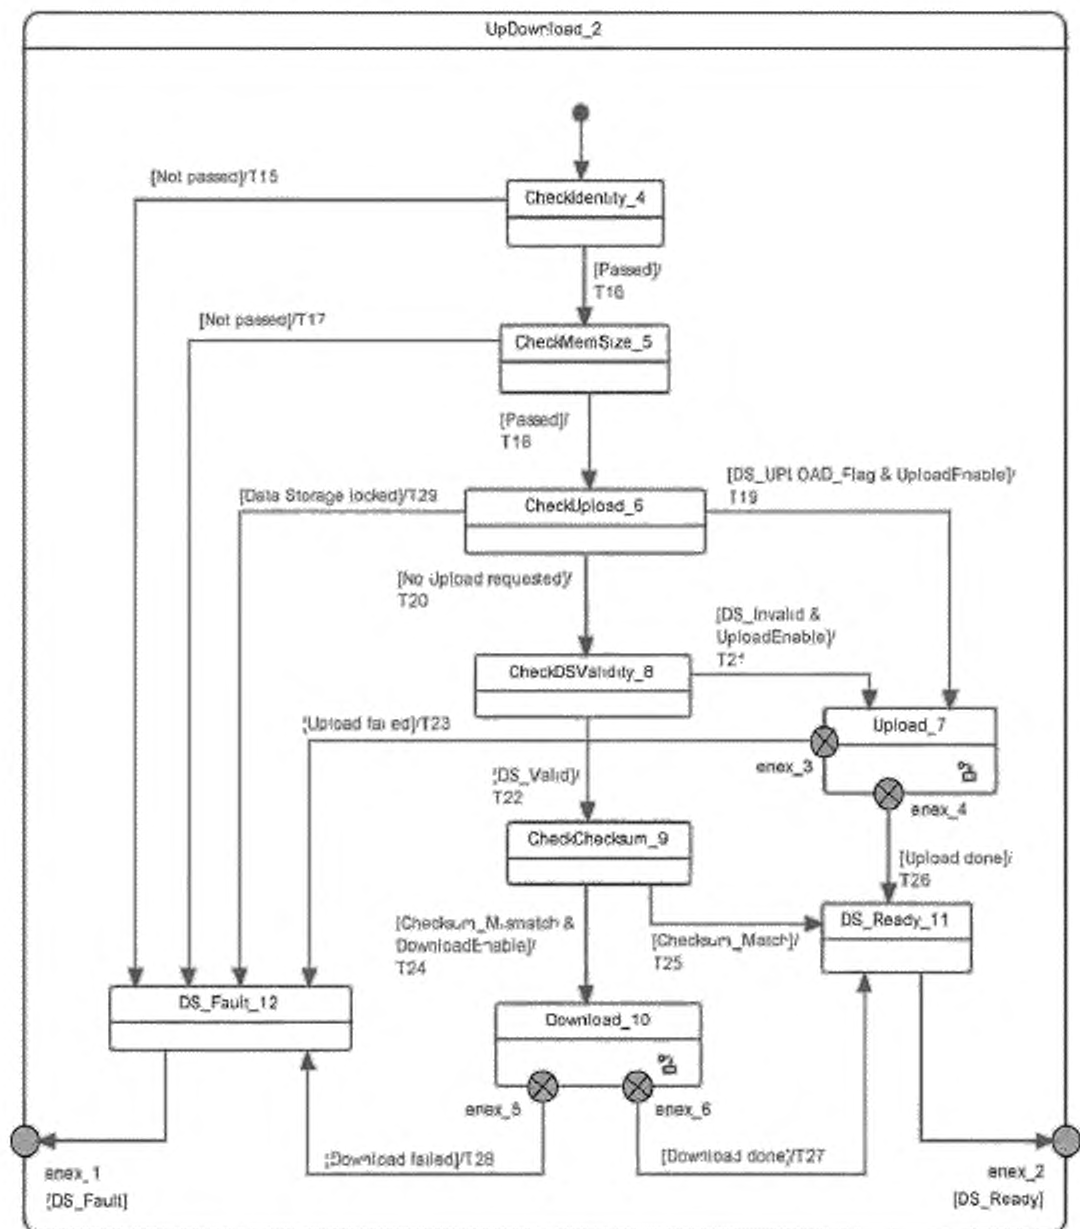 UpDownload_2
[Not passed]/T15
CheckIdentity_4
[Passed]/
T16
[Not passed]/T17
CheckMemSize_5
[Passed]/
T18
[DS_UPLOAD_Flag & UploadEnable]/
T19
[Data Storage locked]/T29
CheckUpload_6
[No Upload requested]/
T20
[DS_Invalid &
UploadEnable]/
T21
CheckDSValidity_8
[Upload failed]/T23
Upload_7
enex_3
[DS_Valid]/
T22
enex_4
CheckChecksum_9
[Upload done]/
T26
[Checksum_Mismatch &
DownloadEnable]/
T24
[Checksum_Match]/
T25
DS_Ready_11
DS_Fault_12
Download_10
enex_5
enex_6
[Download failed]/T28
[Download done]/T27
enex_1
[DS_Fault]
enex_2
[DS_Ready]